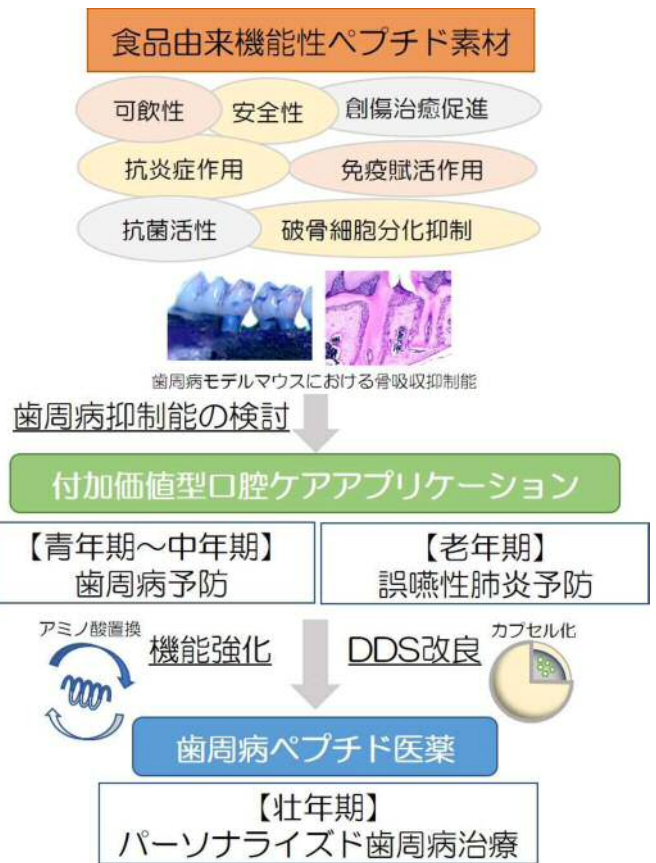 食品由来機能性ペプチド素材
可飲性
安全性
創傷治癒促進
抗炎症作用
免疫賦活作用
抗菌活性
破骨細胞分化抑制
歯周病モデルマウスにおける骨吸収抑制能
歯周病抑制能の検討
付加価値型口腔ケアアプリケーション
【青年期～中年期】
歯周病予防
【老年期】
誤嚥性肺炎予防
アミノ酸置換
機能強化
DDS改良
カプセル化
歯周病ペプチド医薬
【壮年期】
パーソナライズド歯周病治療